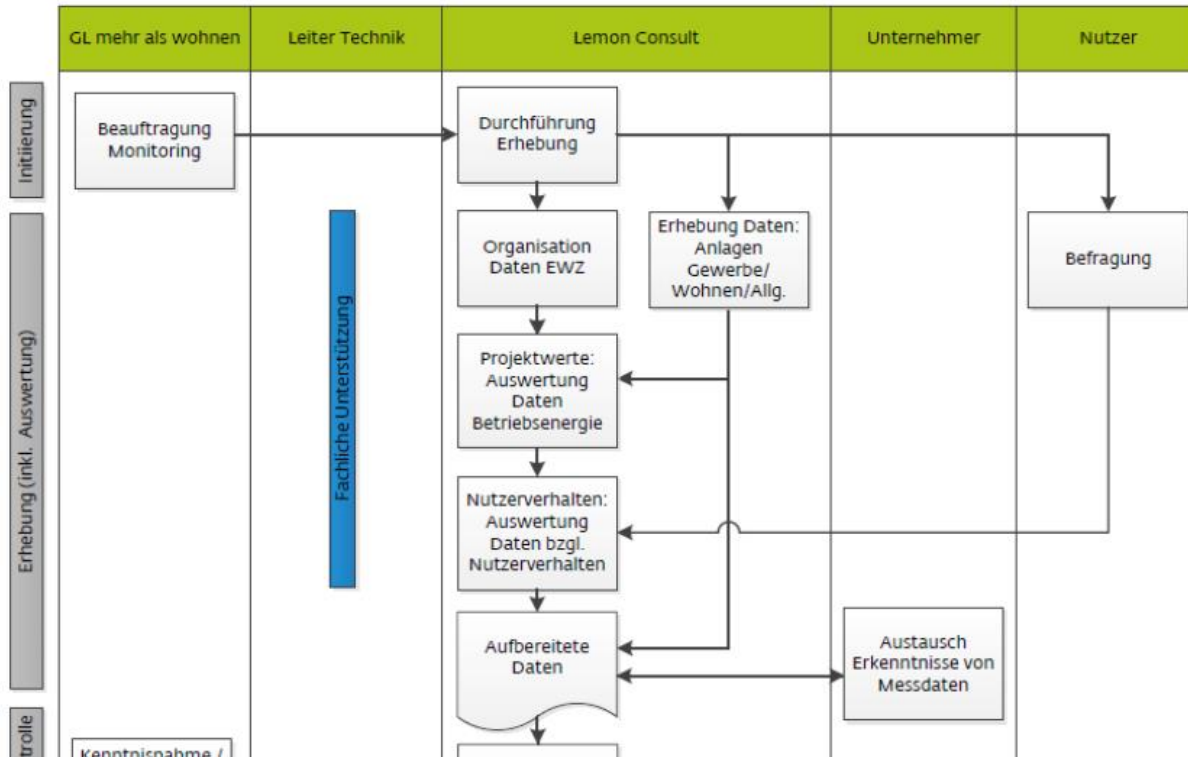 GL mehr als wohnen
Leiter Technik
Lemon Consult
Unternehmer
Nutzer
Initiierung
Beauftragung
Monitoring
Durchführung
Erhebung
Erhebung (inkl. Auswertung)
Fachliche Unterstützung
Organisation
Daten EWZ
Erhebung Daten:
Anlagen
Gewerbe/
Wohnen/Allg.
Befragung
Projektwerte:
Auswertung
Daten
Betriebsenergie
Nutzerverhalten:
Auswertung
Daten bzgl.
Nutzerverhalten
Aufbereitete
Daten
Austausch
Erkenntnisse von
Messdaten
trolle
Kenntnisnahme /